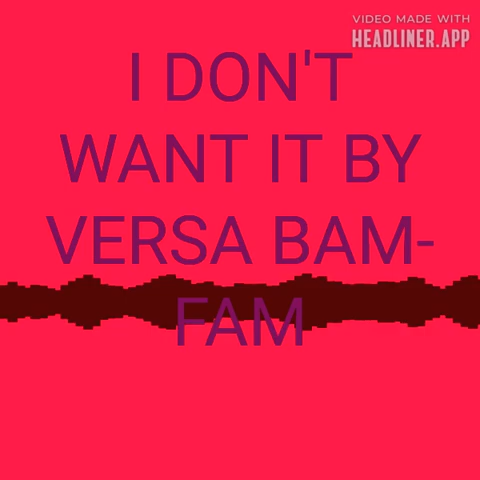 VIDEO MADE WITH
HEADLINER.APP
I DON'T
WANT IT BY
VERSA BAM-
FAM